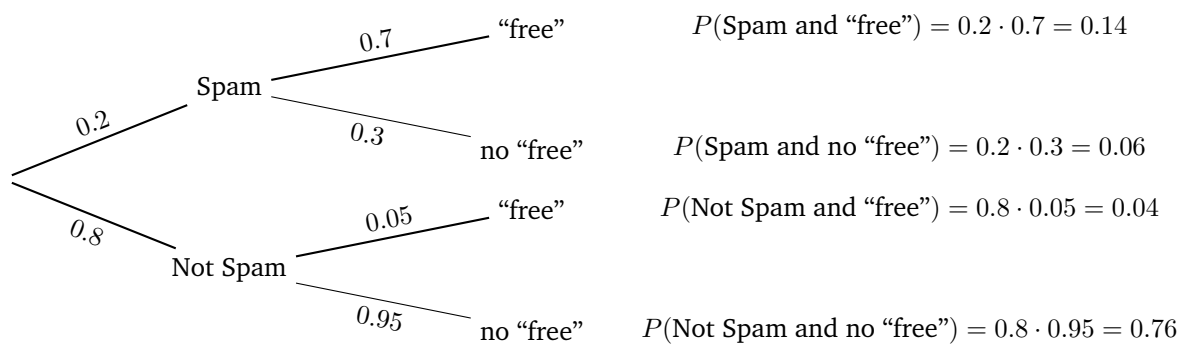 “free” P(Spam and “free”) = 0.2 · 0.7 = 0.14
0.7
Spam
0.2
0.3
no “free” P(Spam and no “free”) = 0.2 · 0.3 = 0.06
“free” P(Not Spam and “free”) = 0.8 · 0.05 = 0.04
0.05
0.8
Not Spam
0.95
no “free” P(Not Spam and no “free”) = 0.8 · 0.95 = 0.76